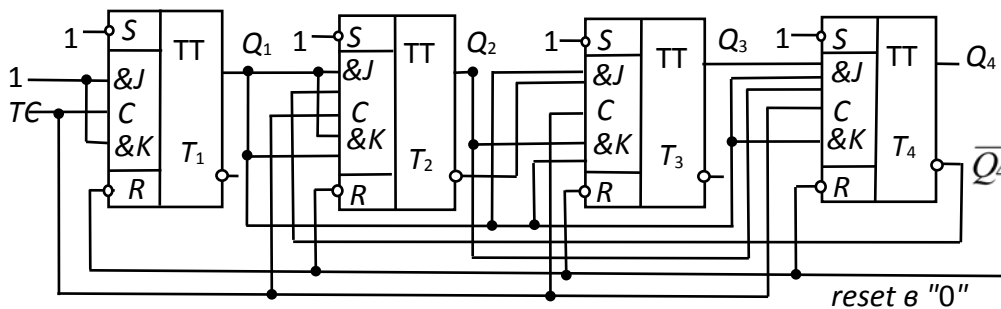 1 S TT Q1 1 S TT Q2 1 S TT Q3 1 S TT Q4
1 &J &J &J &J
TC C C C C
&K &K &K &K
T1 T2 T3 T4 Q̅4
R R R R
reset в "0"